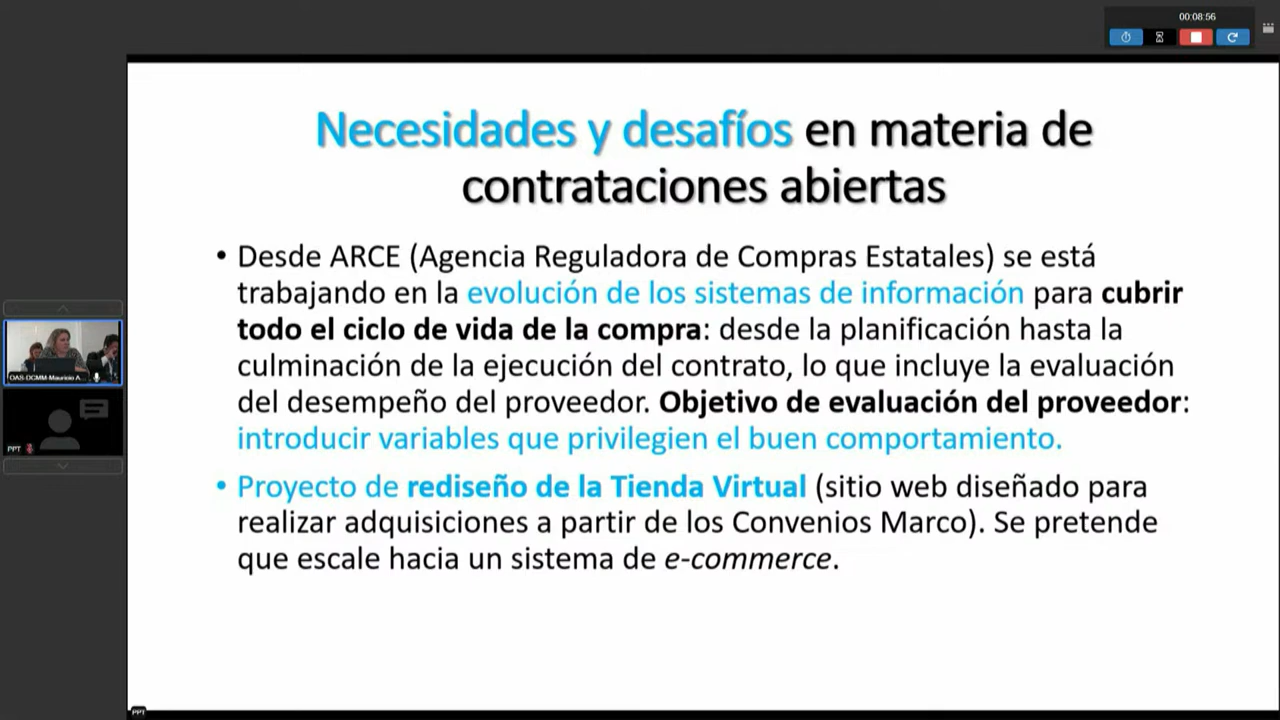 00:08:56
Necesidades y desafíos en materia de
contrataciones abiertas
• Desde ARCE (Agencia Reguladora de Compras Estatales) se está
trabajando en la evolución de los sistemas de información para cubrir
todo el ciclo de vida de la compra: desde la planificación hasta la
culminación de la ejecución del contrato, lo que incluye la evaluación
del desempeño del proveedor. Objetivo de evaluación del proveedor:
introducir variables que privilegien el buen comportamiento.
• Proyecto de rediseño de la Tienda Virtual (sitio web diseñado para
realizar adquisiciones a partir de los Convenios Marco). Se pretende
que escale hacia un sistema de e-commerce.
OAS-DCMM-Mauricio A...
PPT
PPT